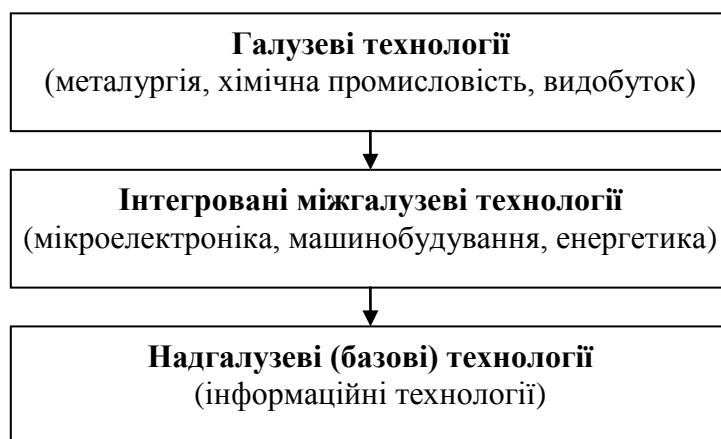 Галузеві технології
(металургія, хімічна промисловість, видобуток)
Інтегровані міжгалузеві технології
(мікроелектроніка, машинобудування, енергетика)
Надгалузеві (базові) технології
(інформаційні технології)